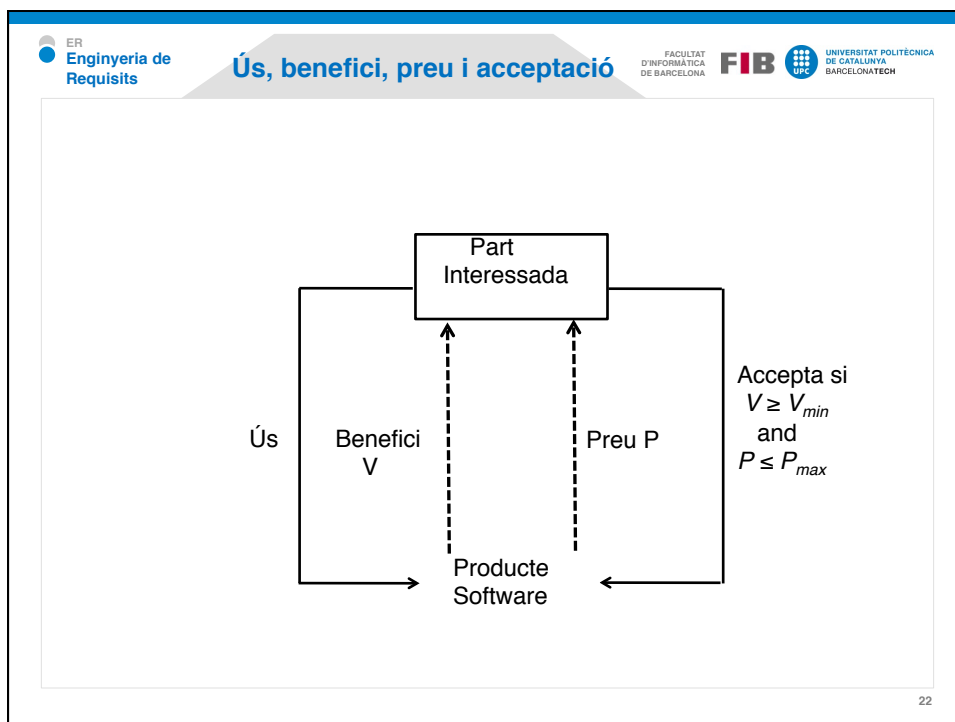 ER
Enginyeria de
Requisits
Ús, benefici, preu i acceptació
FACULTAT
D'INFORMÀTICA
DE BARCELONA
FIB
UPC
UNIVERSITAT POLITÈCNICA
DE CATALUNYA
BARCELONATECH
Part
Interessada
Ús
Benefici
V
Preu P
Accepta si
V ≥ Vmin
and
P ≤ Pmax
Producte
Software
22